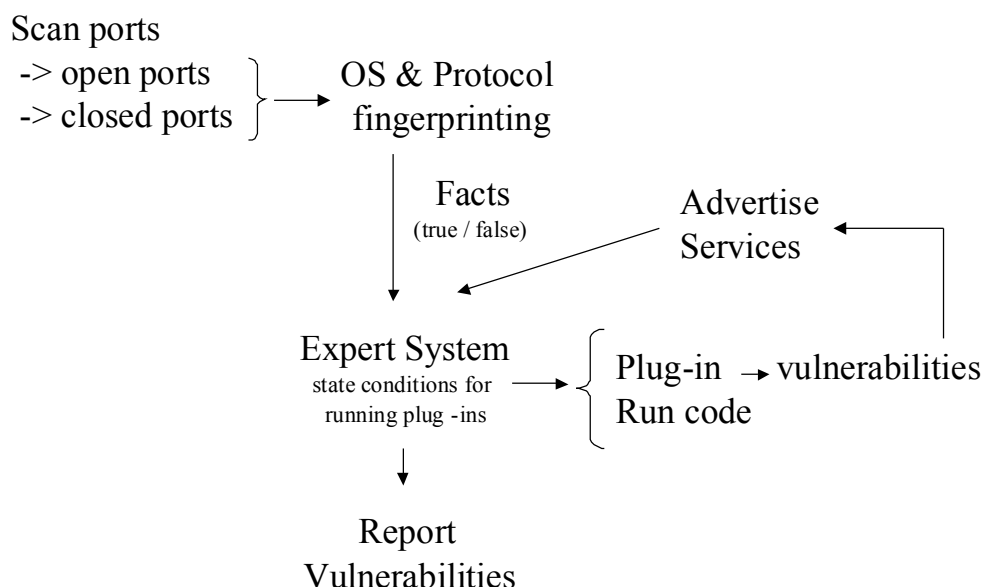 Scan ports
-> open ports
-> closed ports
OS & Protocol
fingerprinting
Facts
(true / false)
Advertise
Services
Expert System
state conditions for
running plug -ins
Plug-in
Run code
vulnerabilities
Report
Vulnerabilities